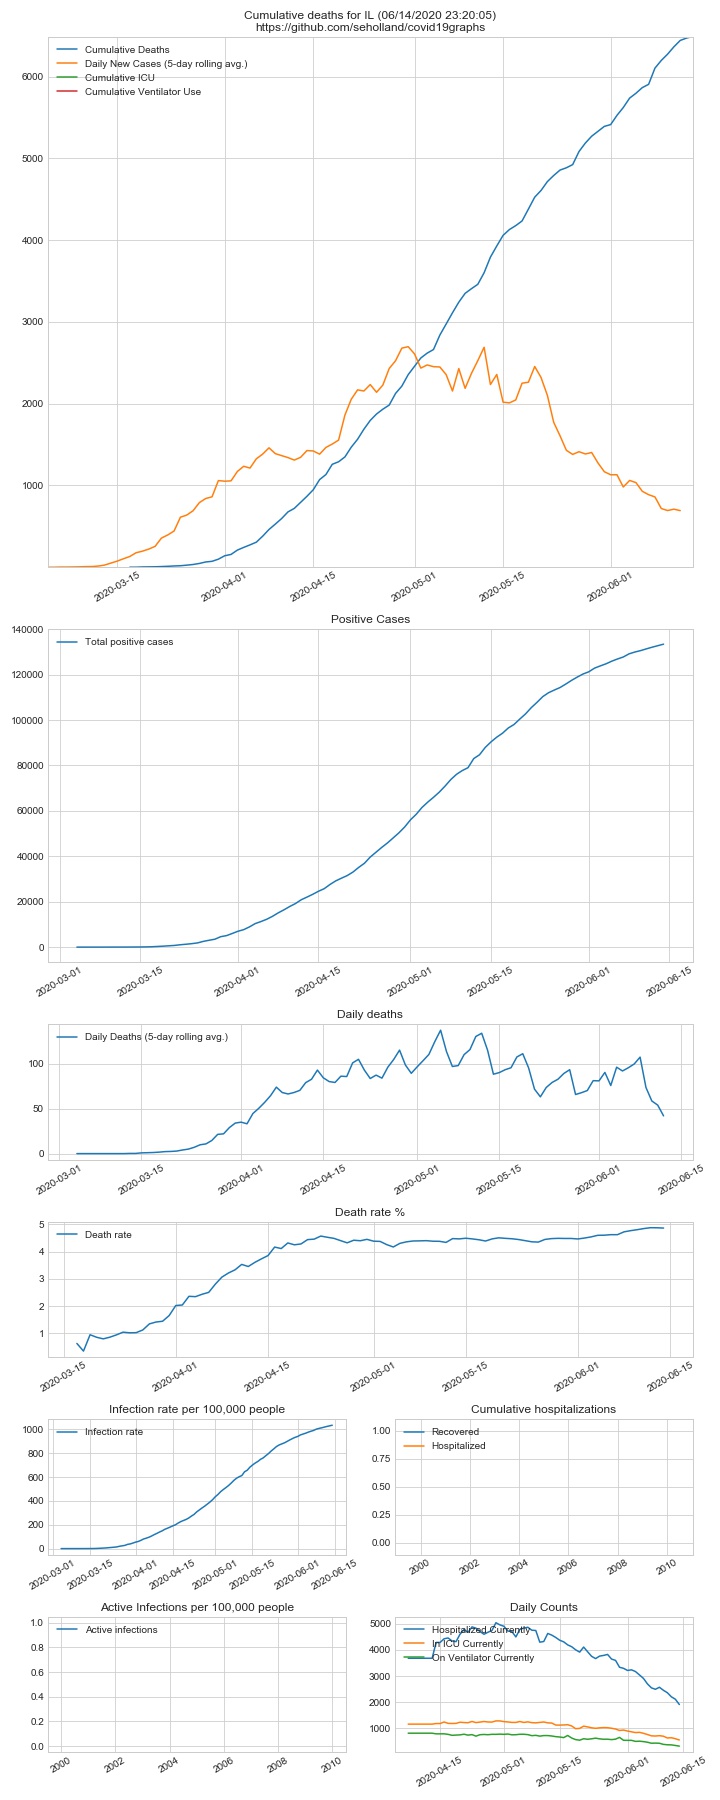 Cumulative deaths for IL (06/14/2020 23:20:05)
https://github.com/seholland/covid19graphs
Cumulative Deaths
Daily New Cases (5-day rolling avg.)
Cumulative ICU
Cumulative Ventilator Use
6000
5000
4000
3000
2000
1000
2020-03-15 2020-04-01 2020-04-15 2020-05-01 2020-05-15 2020-06-01
Positive Cases
Total positive cases
140000
120000
100000
80000
60000
40000
20000
0
2020-03-01 2020-03-15 2020-04-01 2020-04-15 2020-05-01 2020-05-15 2020-06-01 2020-06-15
Daily deaths
Daily Deaths (5-day rolling avg.)
100
50
0
2020-03-01 2020-03-15 2020-04-01 2020-04-15 2020-05-01 2020-05-15 2020-06-01 2020-06-15
Death rate %
Death rate
5
4
3
2
1
2020-03-15 2020-04-01 2020-04-15 2020-05-01 2020-05-15 2020-06-01 2020-06-15
Infection rate per 100,000 people
Infection rate
1000
800
600
400
200
0
2020-03-01 2020-03-15 2020-04-01 2020-04-15 2020-05-01 2020-05-15 2020-06-01 2020-06-15
Cumulative hospitalizations
Recovered
Hospitalized
1.00
0.75
0.50
0.25
0.00
2000 2002 2004 2006 2008 2010
Active Infections per 100,000 people
Active infections
1.0
0.8
0.6
0.4
0.2
0.0
2000 2002 2004 2006 2008 2010
Daily Counts
Hospitalized Currently
In ICU Currently
On Ventilator Currently
5000
4000
3000
2000
1000
2020-04-15 2020-05-01 2020-05-15 2020-06-01 2020-06-15